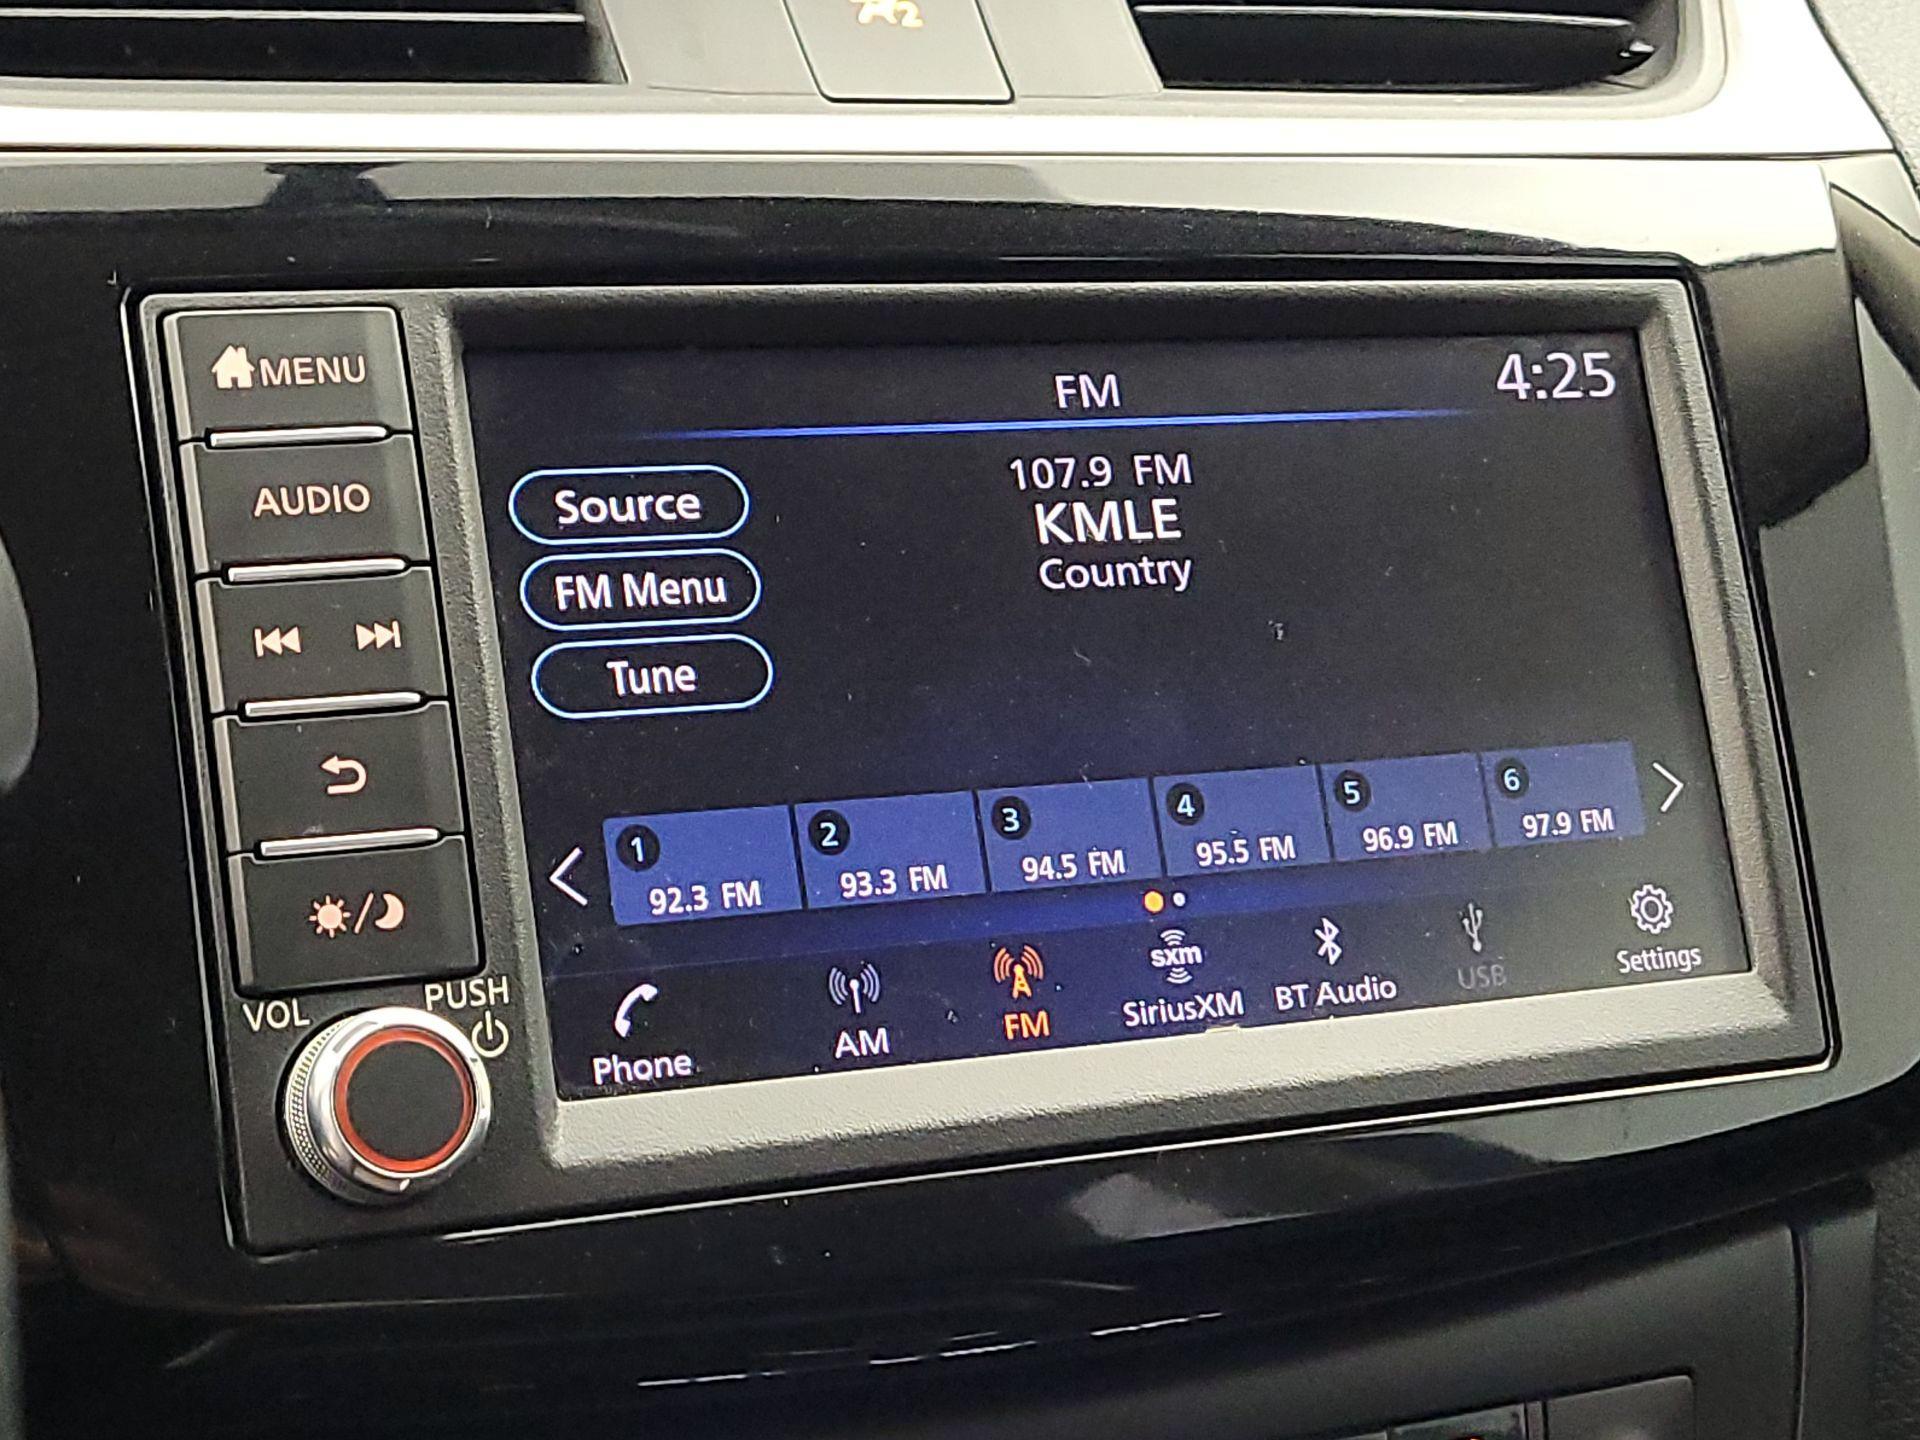 MENU
AUDIO
VOL
PUSH
FM
4:25
107.9 FM
KMLE
Country
Source
FM Menu
Tune
1
92.3 FM
2
93.3 FM
3
94.5 FM
4
95.5 FM
5
96.9 FM
6
97.9 FM
Phone
AM
FM
sxm
SiriusXM
BT Audio
USB
Settings